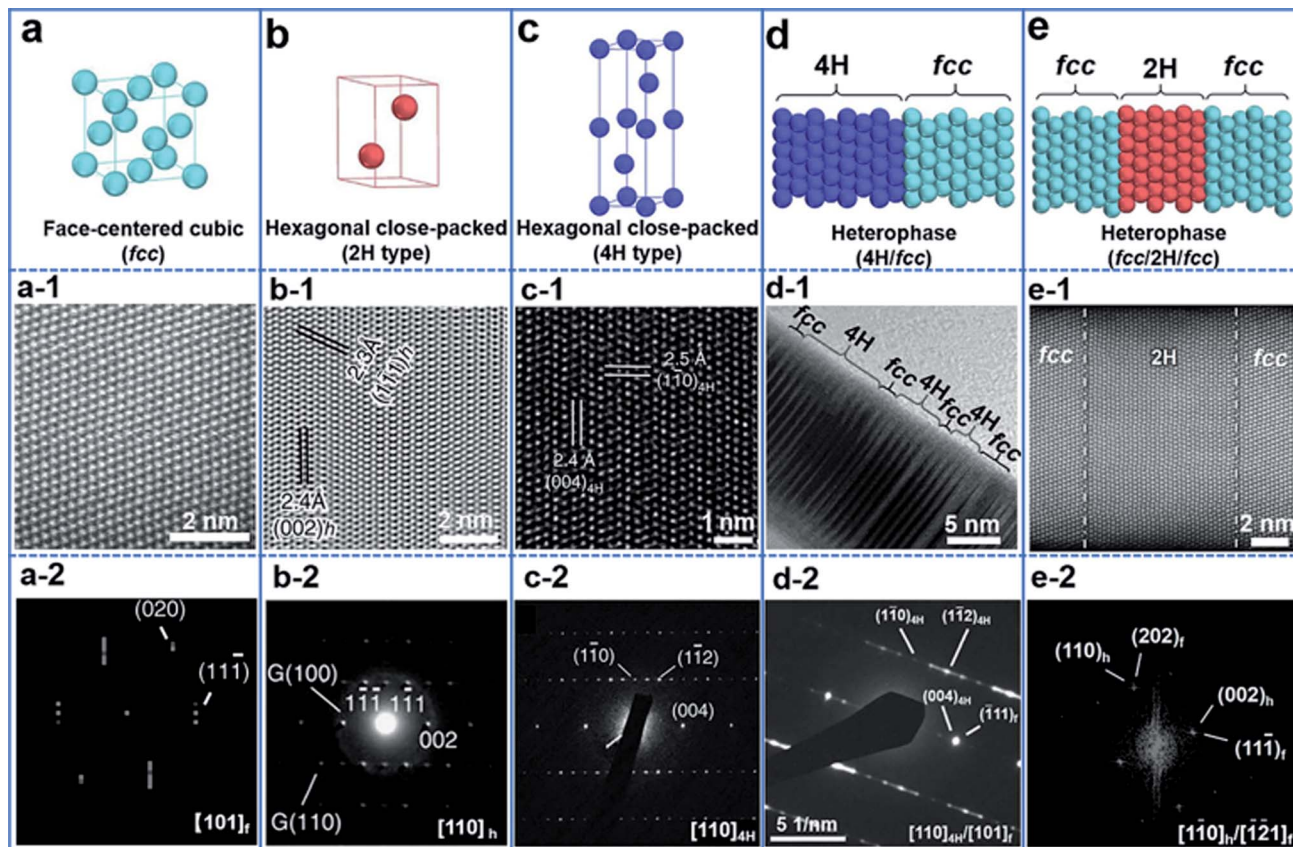 a
Face-centered cubic
(fcc)
b
Hexagonal close-packed
(2H type)
c
Hexagonal close-packed
(4H type)
d
4H fcc
Heterophase
(4H/fcc)
e
fcc 2H fcc
Heterophase
(fcc/2H/fcc)
a-1
2 nm
b-1
2.3Å
(11̄1)h
2.4Å
(002)h
2 nm
c-1
2.5 Å
(11̄0)4H
2.4 Å
(004)4H
1 nm
d-1
fcc
4H
fcc
4H
fcc
4H
fcc
5 nm
e-1
fcc 2H fcc
2 nm
a-2
(020)
(111̄)
[101]f
b-2
G(100)
11̄1̄ 11̄1
002
G(110)
[110]h
c-2
(11̄0) (11̄2)
(004)
[110]4H
d-2
(11̄0)4H (11̄2)4H
(004)4H (1̄11)f
5 1/nm
[110]4H/[101]f
e-2
(110)h (202)f
(002)h
(111̄)f
[11̄0]h/[1̄2̄1]f